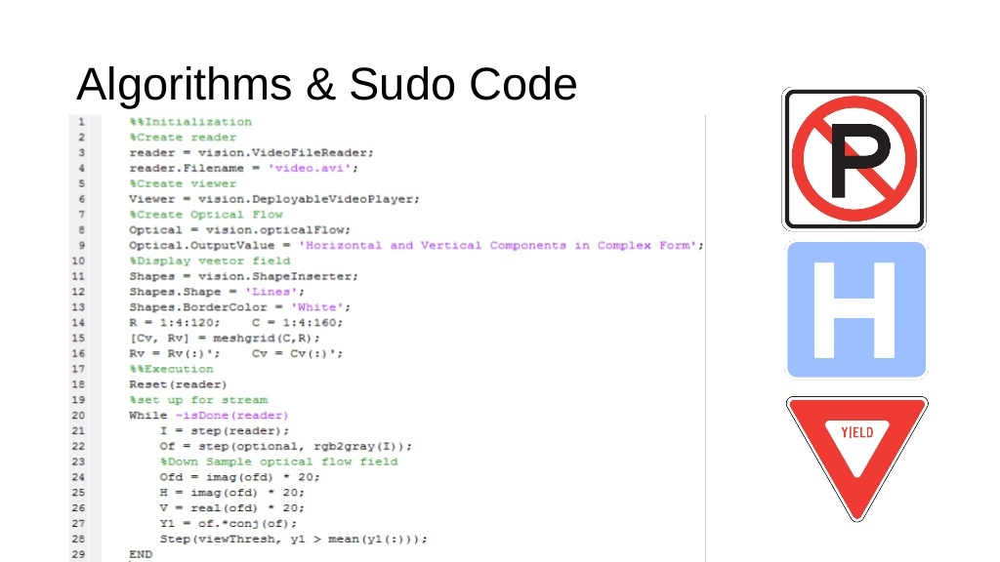 Algorithms & Sudo Code
1 %%Initialization
2 %Create reader
3 reader = vision.VideoFileReader;
4 reader.Filename = 'video.avi';
5 %Create viewer
6 Viewer = vision.DeployableVideoPlayer;
7 %Create Optical Flow
8 Optical = vision.opticalFlow;
9 Optical.OutputValue = 'Horizontal and Vertical Components in Complex Form';
10 %Display vector field
11 Shapes = vision.ShapeInserter;
12 Shapes.Shape = 'Lines';
13 Shapes.BorderColor = 'White';
14 R = 1:4:120; C = 1:4:160;
15 [Cv, Rv] = meshgrid(C,R);
16 Rv = Rv(:)'; Cv = Cv(:)';
17 %%Execution
18 Reset(reader)
19 %set up for stream
20 While ~isDone(reader)
21 I = step(reader);
22 Of = step(optional, rgb2gray(I));
23 %Down Sample optical flow field
24 Ofd = imag(ofd) * 20;
25 H = imag(ofd) * 20;
26 V = real(ofd) * 20;
27 Y1 = of.*conj(of);
28 Step(viewThresh, y1 > mean(y1(:)));
29 END
P
H
YIELD